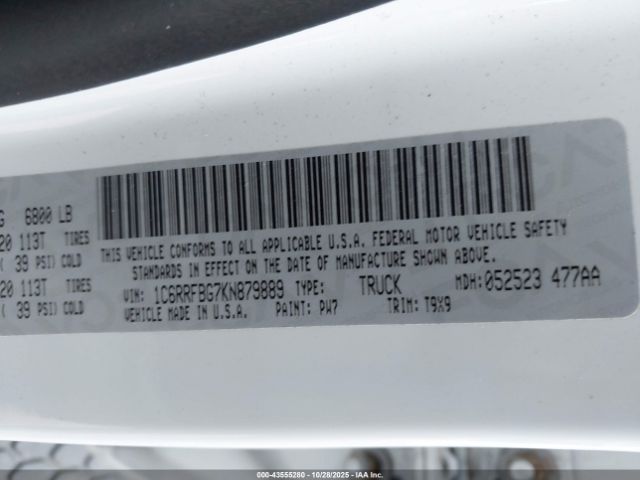 G 6800 LB
20 113T TIRES
( 39 PSI) COLD
20 113T TIRES
( 39 PSI) COLD
THIS VEHICLE CONFORMS TO ALL APPLICABLE U.S.A. FEDERAL MOTOR VEHICLE SAFETY
STANDARDS IN EFFECT ON THE DATE OF MANUFACTURE SHOWN ABOVE.
VIN: 1C6RRFBG7KN879889 TYPE: TRUCK MDH:052523 477AA
VEHICLE MADE IN U.S.A. PAINT: PW7 TRIM: T9X9
000-43555280 - 10/28/2025 - IAA Inc.